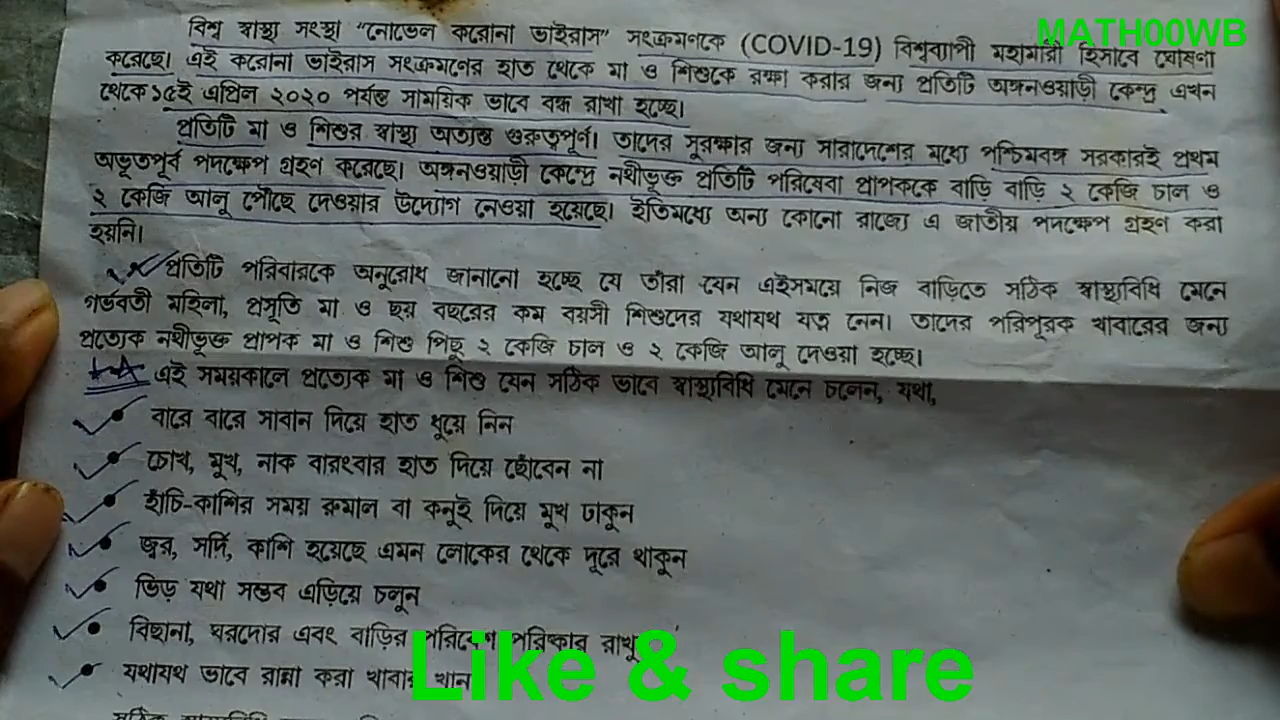 MATH00WB
বিশ্ব স্বাস্থ্য সংস্থা “নোভেল করোনা ভাইরাস” সংক্রমণকে (COVID-19) বিশ্বব্যাপী মহামারী হিসাবে ঘোষনা
করেছে। এই করোনা ভাইরাস সংক্রমণের হাত থেকে মা ও শিশুকে রক্ষা করার জন্য প্রতিটি অঙ্গনওয়াড়ী কেন্দ্র এখন
থেকে ১৫ই এপ্রিল ২০২০ পর্যন্ত সাময়িক ভাবে বন্ধ রাখা হচ্ছে।
প্রতিটি মা ও শিশুর স্বাস্থ্য অত্যন্ত গুরুত্বপূর্ণ। তাদের সুরক্ষার জন্য সারাদেশের মধ্যে পশ্চিমবঙ্গ সরকারই প্রথম
অভূতপূর্ব পদক্ষেপ গ্রহণ করেছে। অঙ্গনওয়াড়ী কেন্দ্রে নথীভূক্ত প্রতিটি পরিষেবা প্রাপককে বাড়ি বাড়ি ২ কেজি চাল ও
২ কেজি আলু পৌছে দেওয়ার উদ্যোগ নেওয়া হয়েছে। ইতিমধ্যে অন্য কোনো রাজ্যে এ জাতীয় পদক্ষেপ গ্রহণ করা
হয়নি।
প্রতিটি পরিবারকে অনুরোধ জানানো হচ্ছে যে তাঁরা যেন এইসময়ে নিজ বাড়িতে সঠিক স্বাস্থ্যবিধি মেনে
গর্ভবতী মহিলা, প্রসূতি মা ও ছয় বছরের কম বয়সী শিশুদের যথাযথ যত্ন নেন। তাদের পরিপূরক খাবারের জন্য
প্রত্যেক নথীভূক্ত প্রাপক মা ও শিশু পিছু ২ কেজি চাল ও ২ কেজি আলু দেওয়া হচ্ছে।
এই সময়কালে প্রত্যেক মা ও শিশু যেন সঠিক ভাবে স্বাস্থ্যবিধি মেনে চলেন, যথা,
• বারে বারে সাবান দিয়ে হাত ধুয়ে নিন
• চোখ, মুখ, নাক বারংবার হাত দিয়ে ছোঁবেন না
• হাঁচি-কাশির সময় রুমাল বা কনুই দিয়ে মুখ ঢাকুন
• জ্বর, সর্দি, কাশি হয়েছে এমন লোকের থেকে দূরে থাকুন
• ভিড় যথা সম্ভব এড়িয়ে চলুন
• বিছানা, ঘরদোর এবং বাড়ির পরিবেশ পরিষ্কার
• যথাযথ ভাবে রান্না করা খাবার খান
Like & share